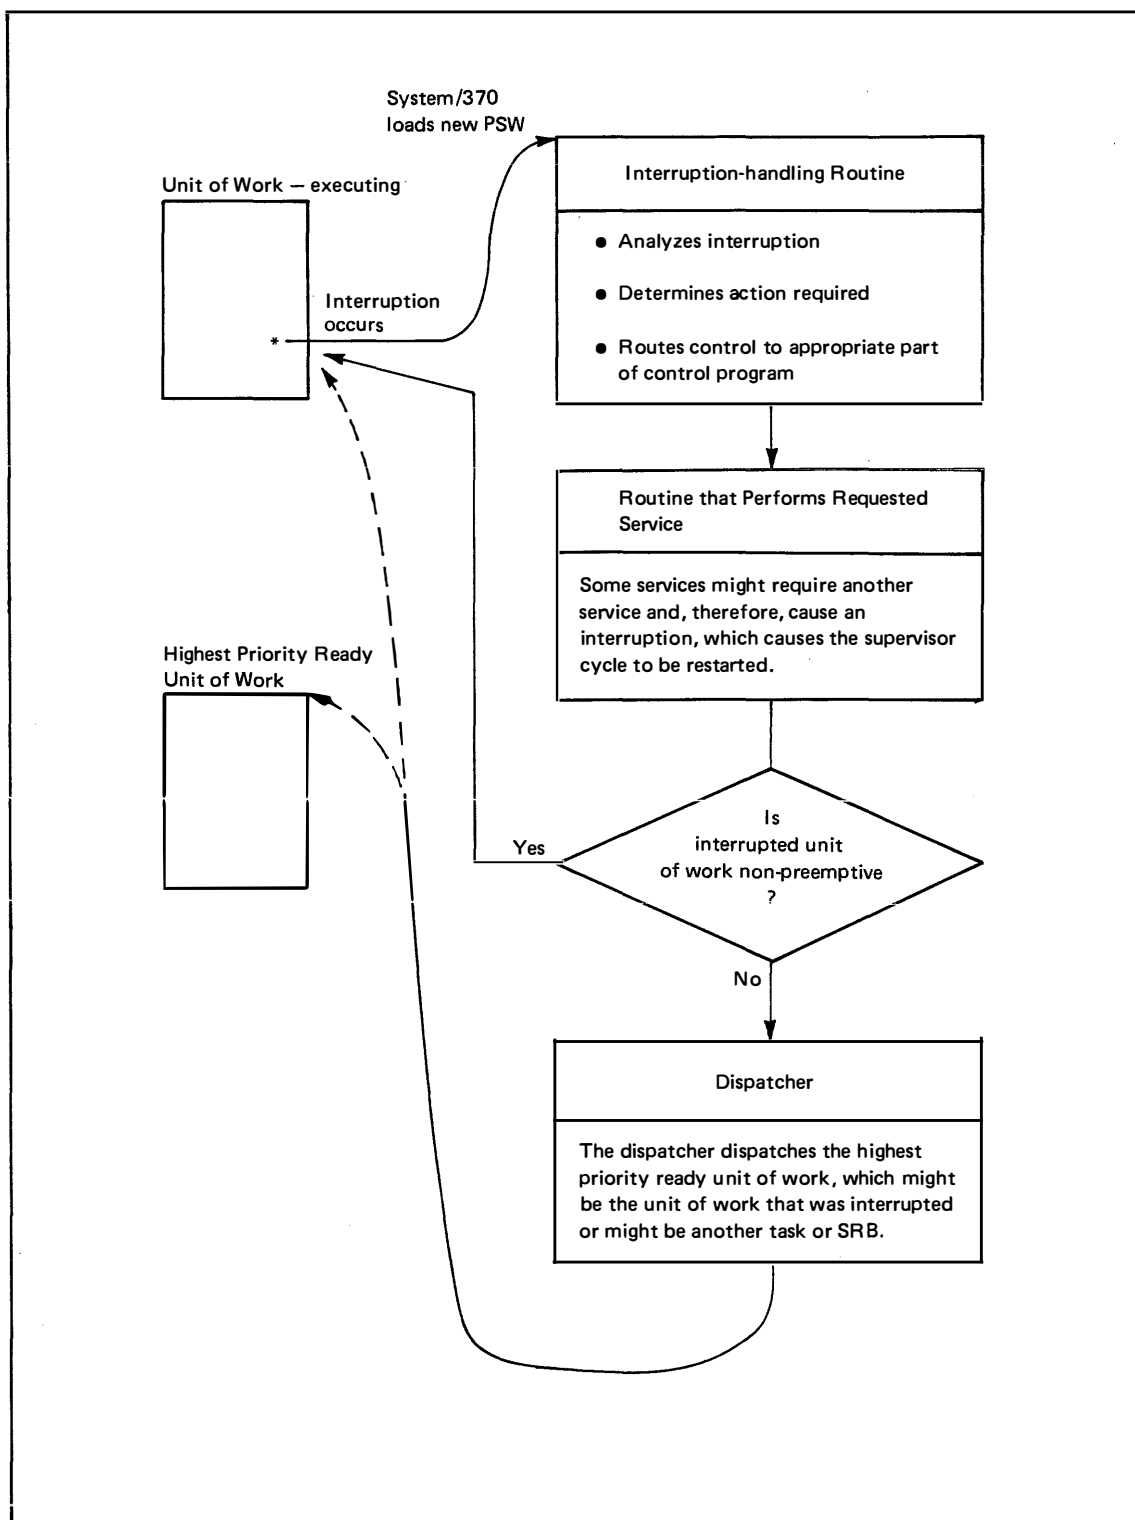 System/370
loads new PSW
Unit of Work — executing
Interruption
occurs
*
Interruption-handling Routine
● Analyzes interruption
● Determines action required
● Routes control to appropriate part
of control program
Routine that Performs Requested
Service
Some services might require another
service and, therefore, cause an
interruption, which causes the supervisor
cycle to be restarted.
Highest Priority Ready
Unit of Work
Is
interrupted unit
of work non-preemptive
?
Yes
No
Dispatcher
The dispatcher dispatches the highest
priority ready unit of work, which might
be the unit of work that was interrupted
or might be another task or SRB.